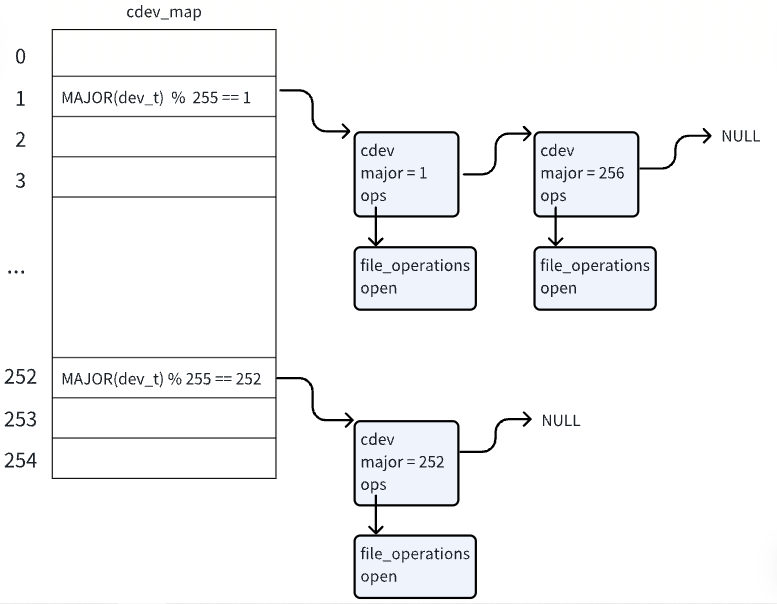 cdev_map
0
1
MAJOR(dev_t) % 255 == 1
2
3
...
252
MAJOR(dev_t) % 255 == 252
253
254
cdev
major = 1
ops
file_operations
open
cdev
major = 256
ops
file_operations
open
NULL
cdev
major = 252
ops
file_operations
open
NULL